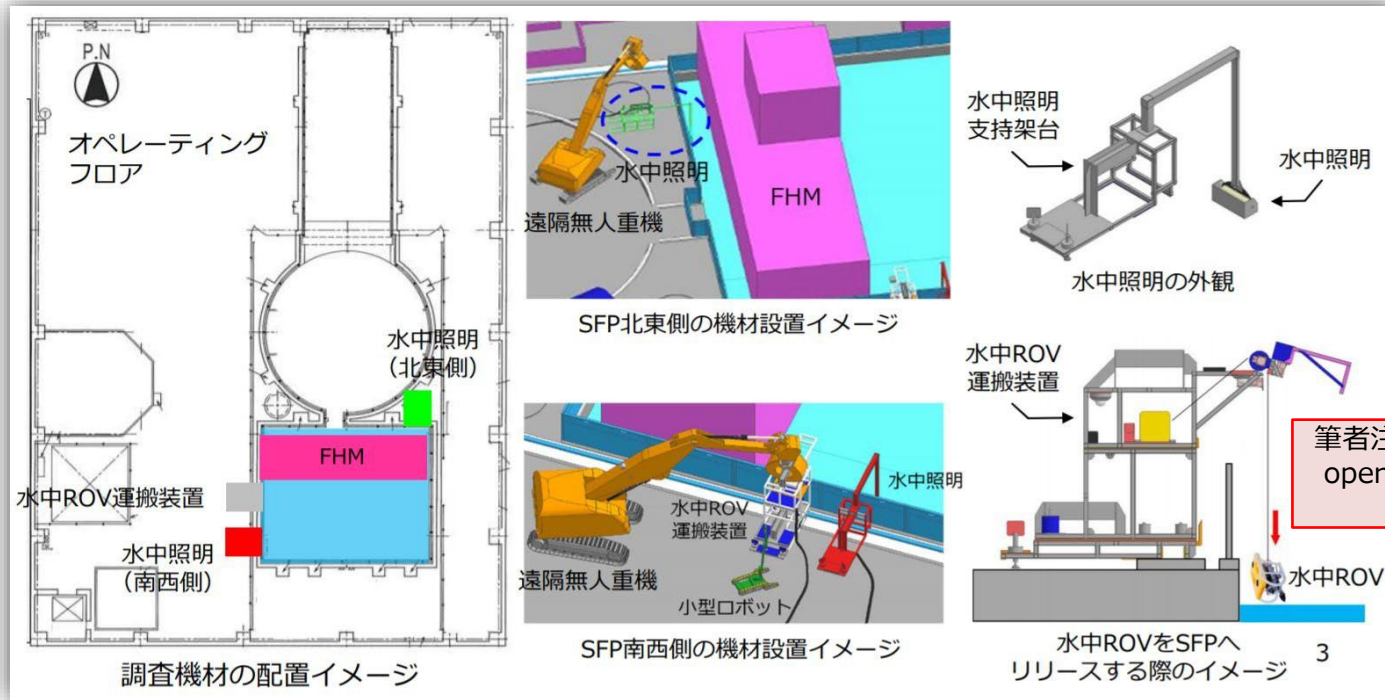 P.N
オペレーティング
フロア
水中照明
（北東側）
FHM
水中ROV運搬装置
水中照明
（南西側）
調査機材の配置イメージ
水中照明
遠隔無人重機
FHM
SFP北東側の機材設置イメージ
水中ROV
運搬装置
水中照明
遠隔無人重機
小型ロボット
SFP南西側の機材設置イメージ
水中照明
支持架台
水中照明
水中照明の外観
水中ROV
運搬装置
筆者注
open
水中ROV
水中ROVをSFPへ
リリースする際のイメージ
3